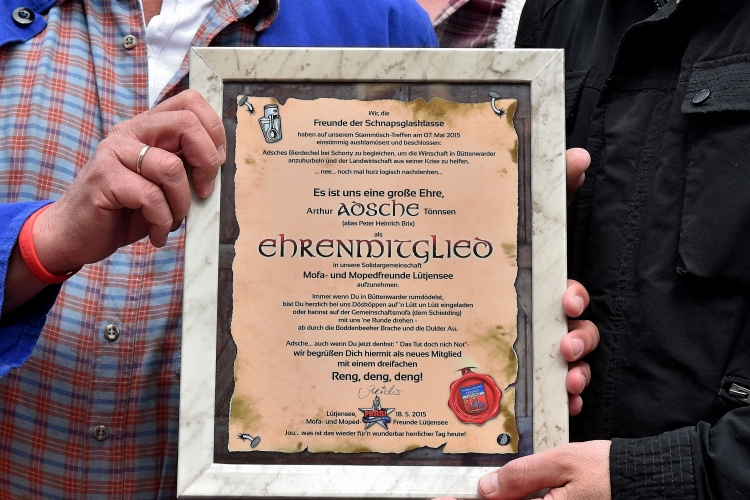 Wir, die
Freunde der Schnapsglasklasse
haben auf unserem Stammtisch-Treffen am 07. Mai 2015
einstimmig ausklamüsert und beschlossen:
Adsches Bierdeckel bei Schorty zu begleichen, um die Wirtschaft in Büttenwarder
anzukurbeln und der Landwirtschaft aus seiner Krise zu helfen.
... nee... noch mal kurz logisch nachdenken...
Es ist uns eine große Ehre,
Arthur ADSCHE Tönnsen
(alias Peter Heinrich Brix)
als
EHRENMITGLIED
in unsere Solidargemeinschaft
Mofa- und Mopedfreunde Lütjensee
aufzunehmen.
Immer wenn Du in Büttenwarder rumdödelst,
bist Du herzlich bei uns Dösköppen auf 'n Lütt un Lütt eingeladen
oder kannst auf der Gemeinschaftsmofa (dem Schietding)
mit uns 'ne Runde drehen -
ab durch die Boddenbeeker Brache und die Dulder Au.
Adsche... auch wenn Du jetzt denkst: " Das Tut doch nich Not"-
wir begrüßen Dich hiermit als neues Mitglied
mit einem dreifachen
Reng, deng, deng!
Lütjensee, PRÄSI 18. 5. 2015
Mofa- und Moped- Freunde Lütjensee
Jou... was ist das wieder für'n wunderbar herrlicher Tag heute!